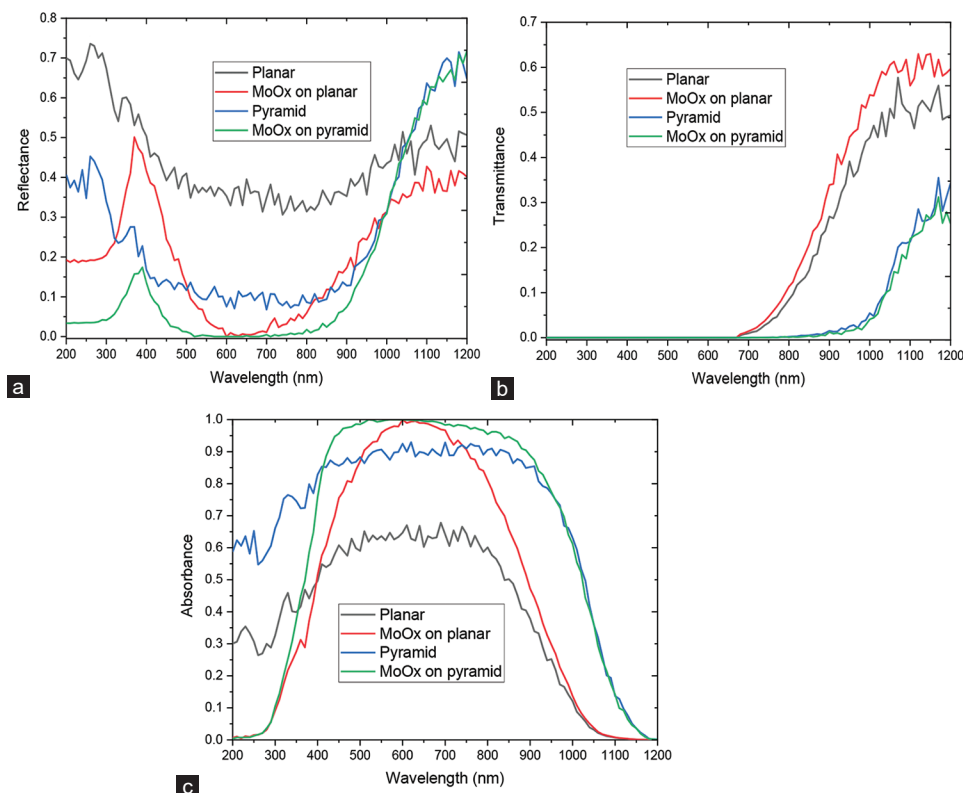 0.8
0.7
0.6
0.5
0.4
0.3
0.2
0.1
0.0
Reflectance
Planar
MoOx on planar
Pyramid
MoOx on pyramid
200 300 400 500 600 700 800 900 1000 1100 1200
Wavelength (nm)
a
0.7
0.6
0.5
0.4
0.3
0.2
0.1
0.0
Transmittance
Planar
MoOx on planar
Pyramid
MoOx on pyramid
200 300 400 500 600 700 800 900 1000 1100 1200
Wavelength (nm)
b
1.0
0.9
0.8
0.7
0.6
0.5
0.4
0.3
0.2
0.1
0.0
Absorbance
Planar
MoOx on planar
Pyramid
MoOx on pyramid
200 300 400 500 600 700 800 900 1000 1100 1200
Wavelength (nm)
c